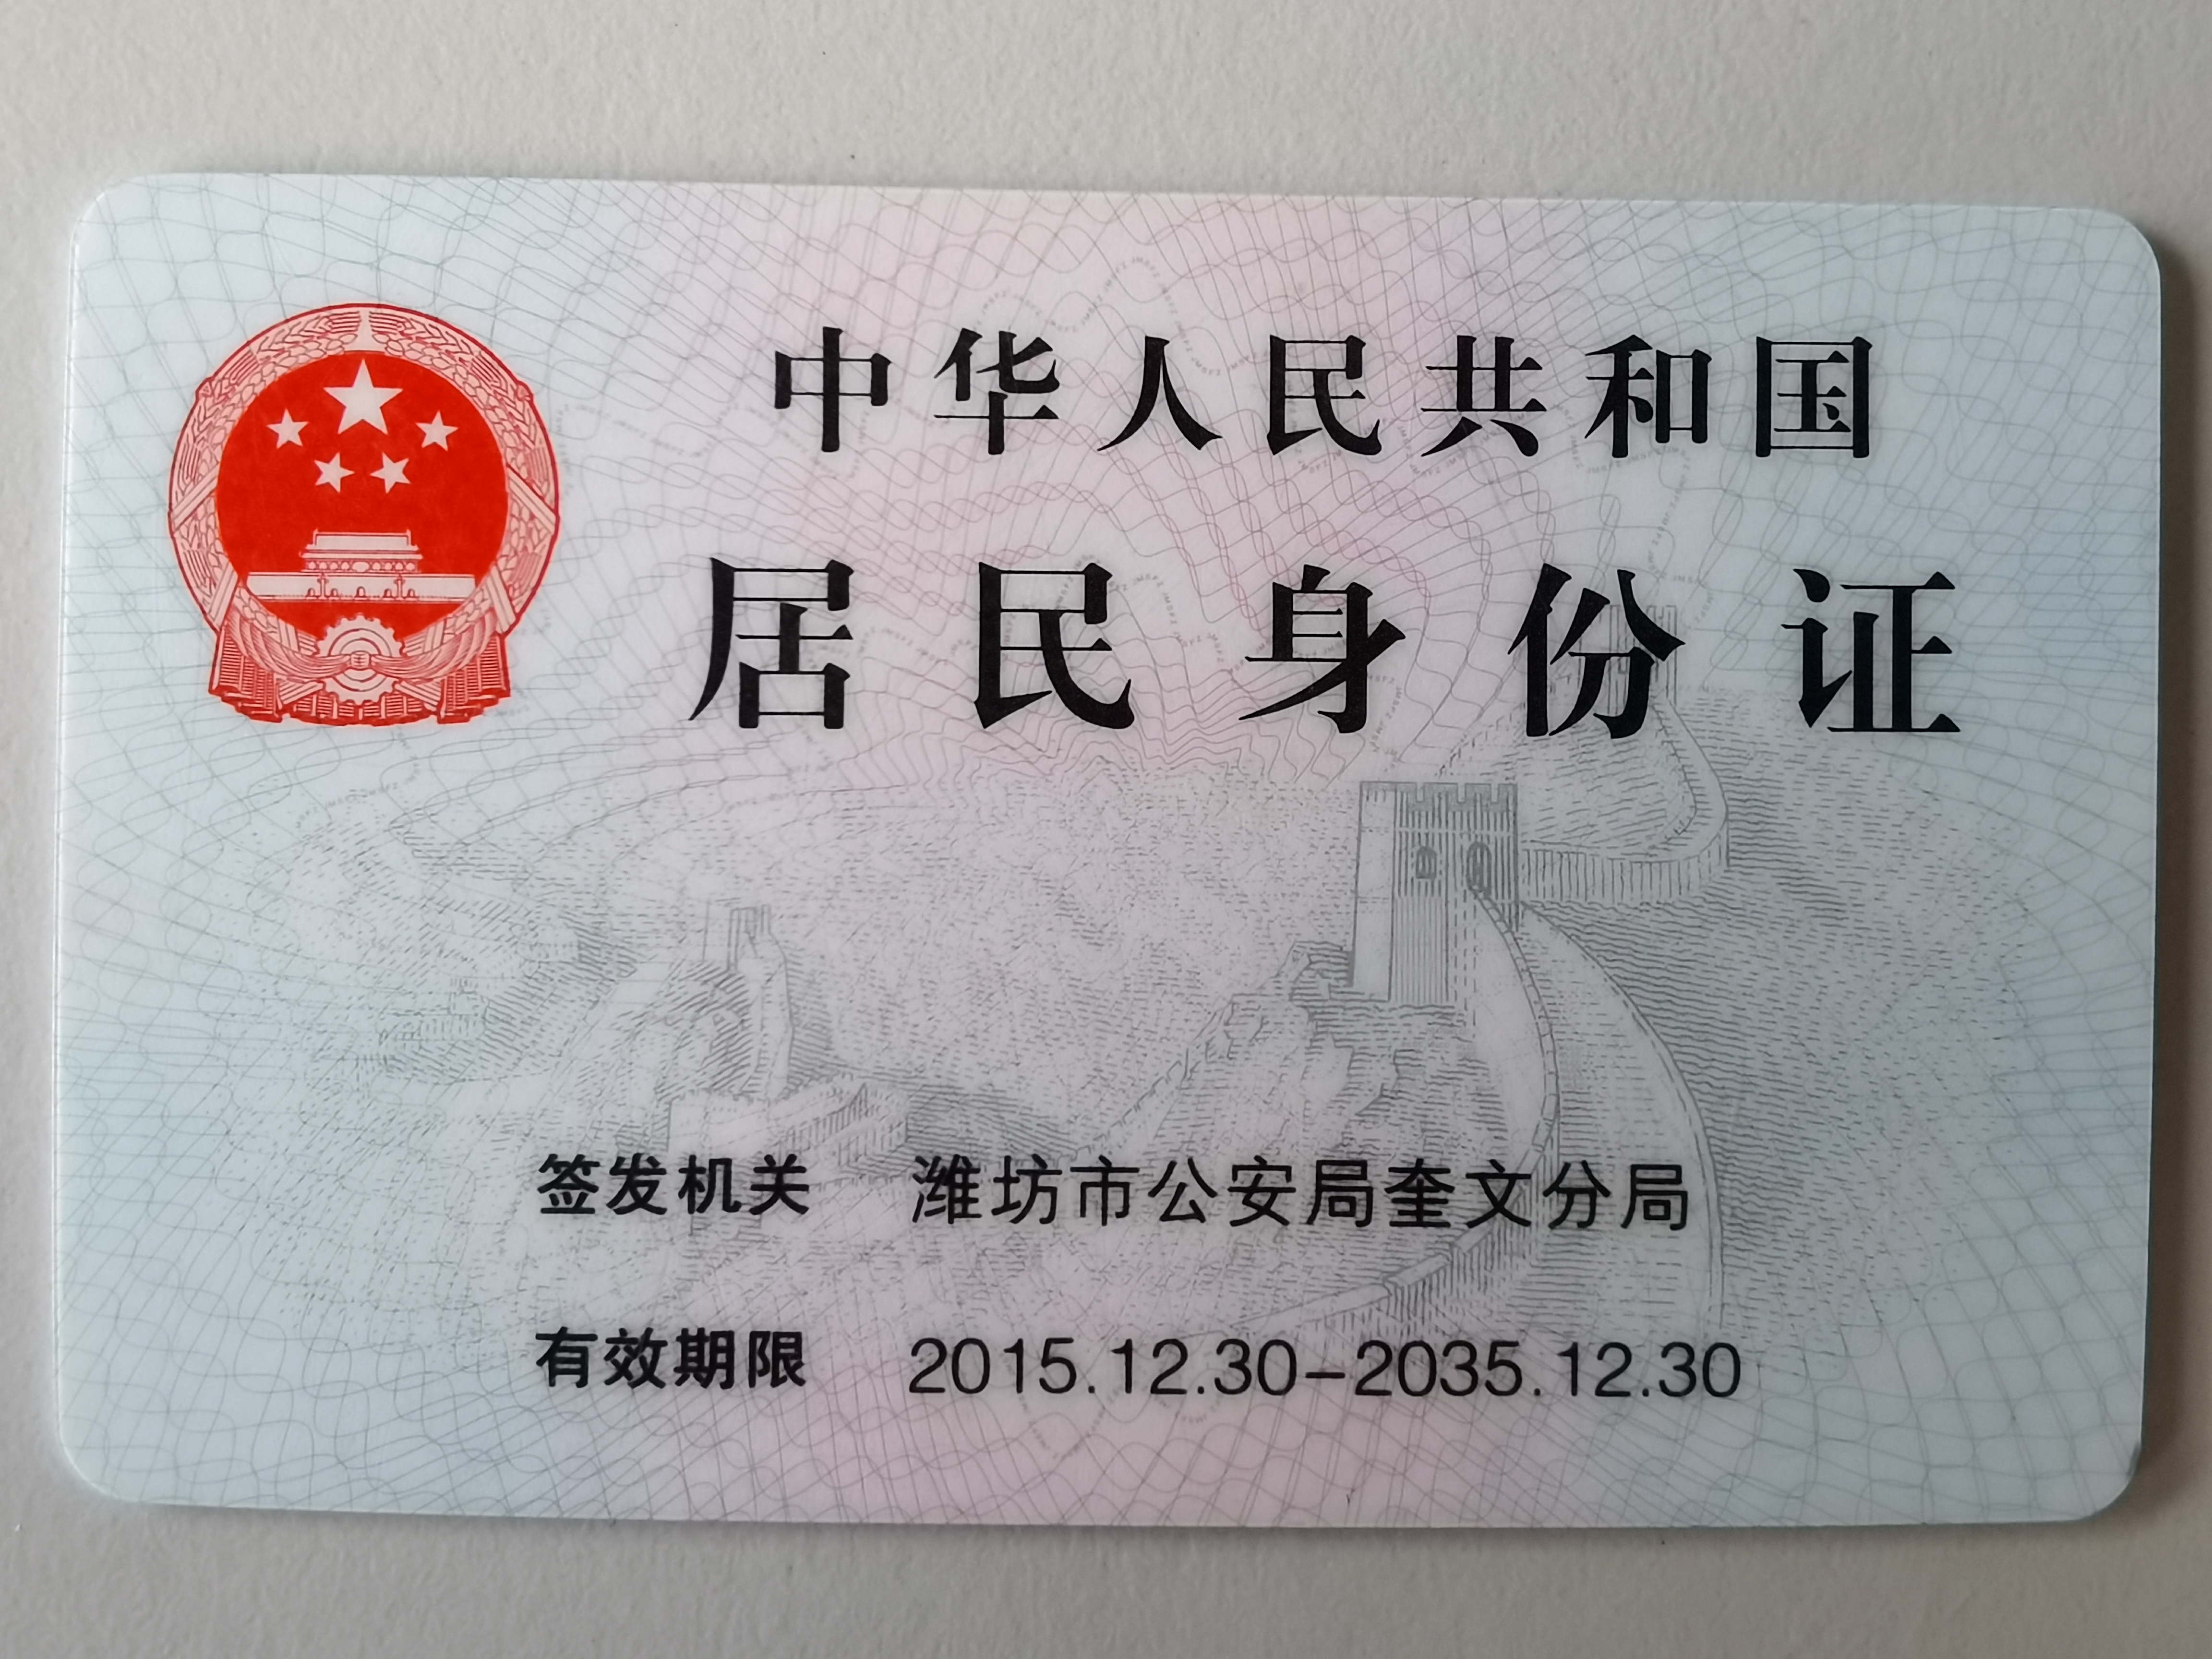 中华人民共和国
居民身份证
签发机关 潍坊市公安局奎文分局
有效期限 2015.12.30-2035.12.30